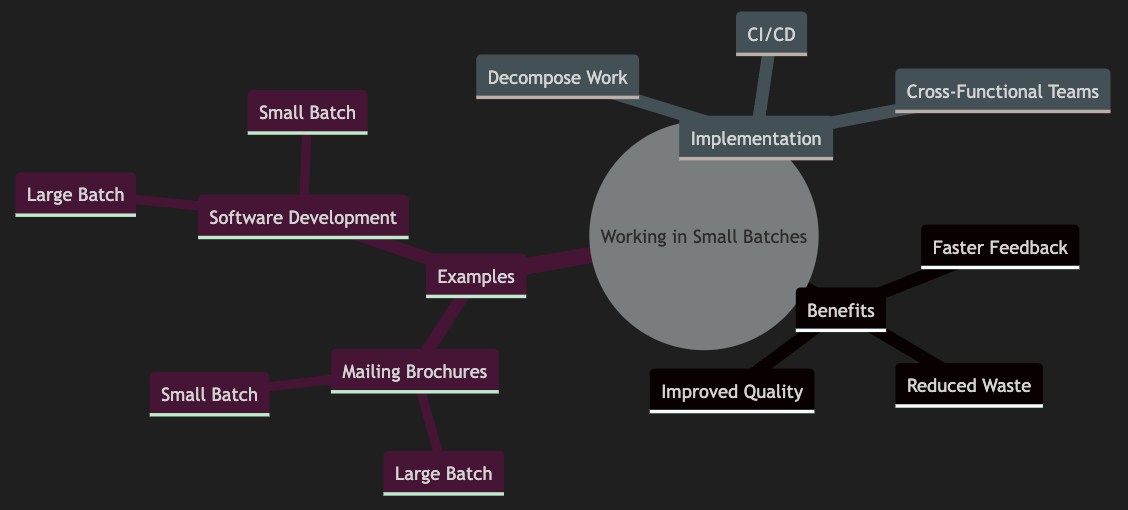 CI/CD
Decompose Work
Cross-Functional Teams
Small Batch
Implementation
Large Batch
Software Development
Working in Small Batches
Faster Feedback
Examples
Benefits
Mailing Brochures
Small Batch
Improved Quality
Reduced Waste
Large Batch